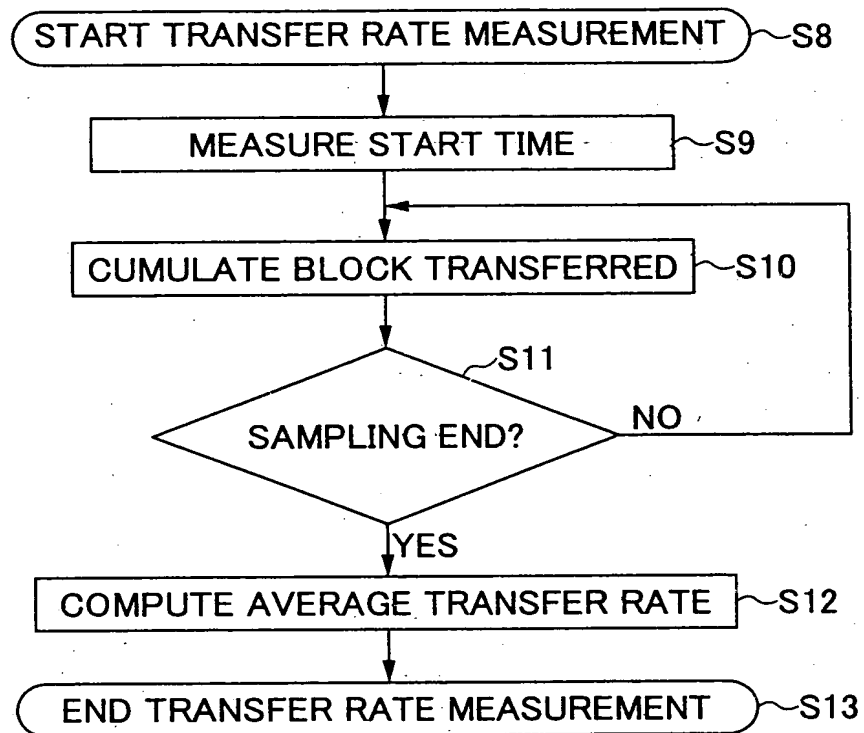 START TRANSFER RATE MEASUREMENT S8
MEASURE START TIME S9
CUMULATE BLOCK TRANSFERRED S10
S11
SAMPLING END?
NO
YES
COMPUTE AVERAGE TRANSFER RATE S12
END TRANSFER RATE MEASUREMENT S13